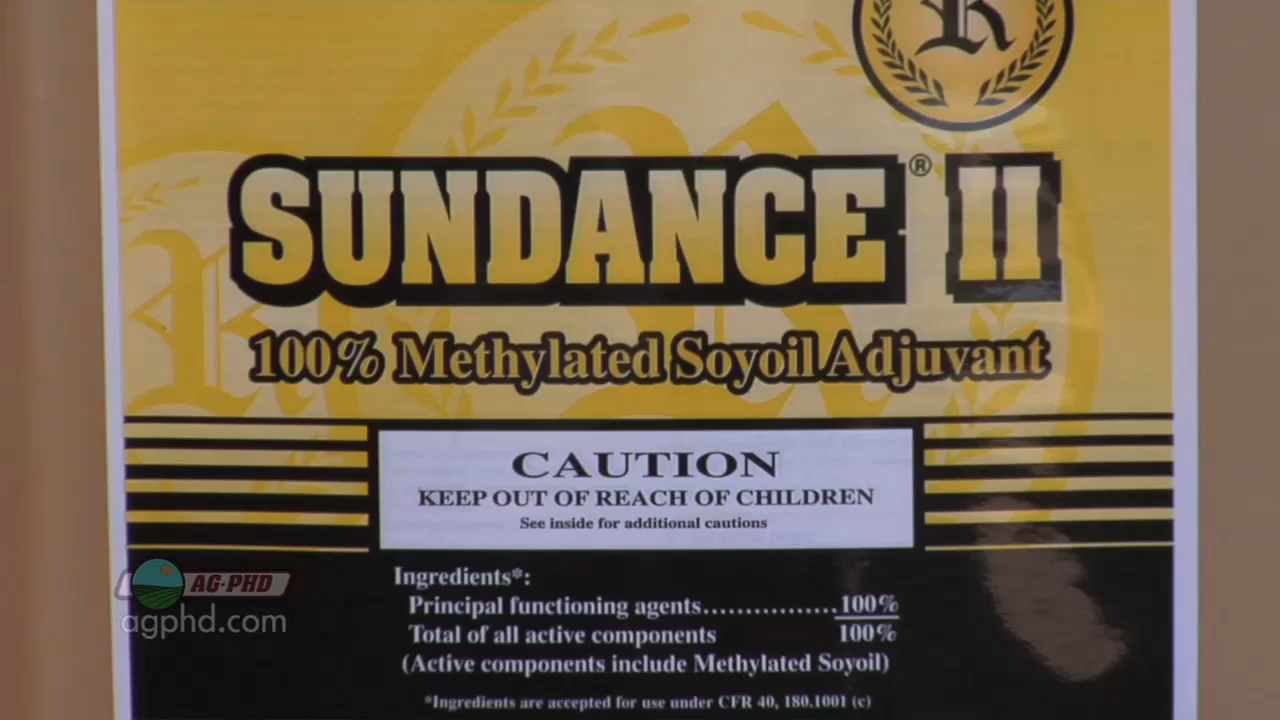 R
SUNDANCE® II
100% Methylated Soyoil Adjuvant
CAUTION
KEEP OUT OF REACH OF CHILDREN
See inside for additional cautions
Ingredients*:
Principal functioning agents................100%
Total of all active components 100%
(Active components include Methylated Soyoil)
*Ingredients are accepted for use under CFR 40, 180.1001 (c)
AG·PHD
agphd.com